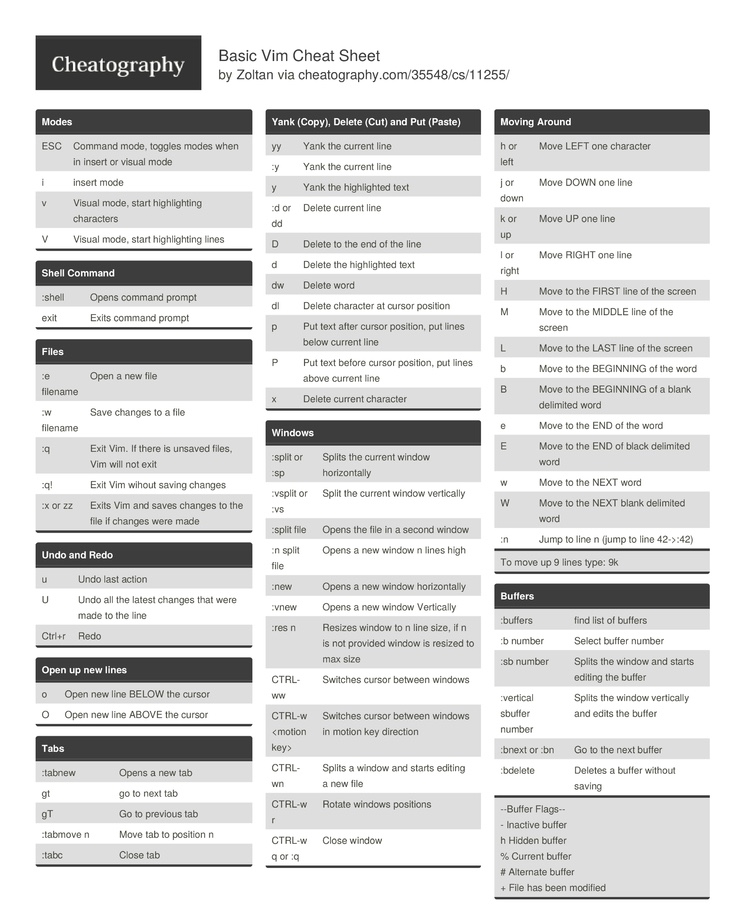 Cheatography
Basic Vim Cheat Sheet
by Zoltan via cheatography.com/35548/cs/11255/
Modes
ESC Command mode, toggles modes when
in insert or visual mode
i insert mode
v Visual mode, start highlighting
characters
V Visual mode, start highlighting lines
Shell Command
:shell Opens command prompt
exit Exits command prompt
Files
:e Open a new file
filename
:w Save changes to a file
filename
:q Exit Vim. If there is unsaved files,
Vim will not exit
:q! Exit Vim wihout saving changes
:x or zz Exits Vim and saves changes to the
file if changes were made
Undo and Redo
u Undo last action
U Undo all the latest changes that were
made to the line
Ctrl+r Redo
Open up new lines
o Open new line BELOW the cursor
O Open new line ABOVE the cursor
Tabs
:tabnew Opens a new tab
gt go to next tab
gT Go to previous tab
:tabmove n Move tab to position n
:tabc Close tab
Yank (Copy), Delete (Cut) and Put (Paste)
yy Yank the current line
:y Yank the current line
y Yank the highlighted text
:d or Delete current line
dd
D Delete to the end of the line
d Delete the highlighted text
dw Delete word
dl Delete character at cursor position
p Put text after cursor position, put lines
below current line
P Put text before cursor position, put lines
above current line
x Delete current character
Windows
:split or Splits the current window
:sp horizontally
:vsplit or Split the current window vertically
:vs
:split file Opens the file in a second window
:n split Opens a new window n lines high
file
:new Opens a new window horizontally
:vnew Opens a new window Vertically
:res n Resizes window to n line size, if n
is not provided window is resized to
max size
CTRL- Switches cursor between windows
ww
CTRL-w Switches cursor between windows
<motion in motion key direction
key>
CTRL- Splits a window and starts editing
wn a new file
CTRL-w Rotate windows positions
r
CTRL-w Close window
q or :q
Moving Around
h or Move LEFT one character
left
j or Move DOWN one line
down
k or Move UP one line
up
l or Move RIGHT one line
right
H Move to the FIRST line of the screen
M Move to the MIDDLE line of the
screen
L Move to the LAST line of the screen
b Move to the BEGINNING of the word
B Move to the BEGINNING of a blank
delimited word
e Move to the END of the word
E Move to the END of black delimited
word
w Move to the NEXT word
W Move to the NEXT blank delimited
word
:n Jump to line n (jump to line 42->:42)
To move up 9 lines type: 9k
Buffers
:buffers find list of buffers
:b number Select buffer number
:sb number Splits the window and starts
editing the buffer
:vertical Splits the window vertically
sbuffer and edits the buffer
number
:bnext or :bn Go to the next buffer
:bdelete Deletes a buffer without
saving
--Buffer Flags--
- Inactive buffer
h Hidden buffer
% Current buffer
# Alternate buffer
+ File has been modified